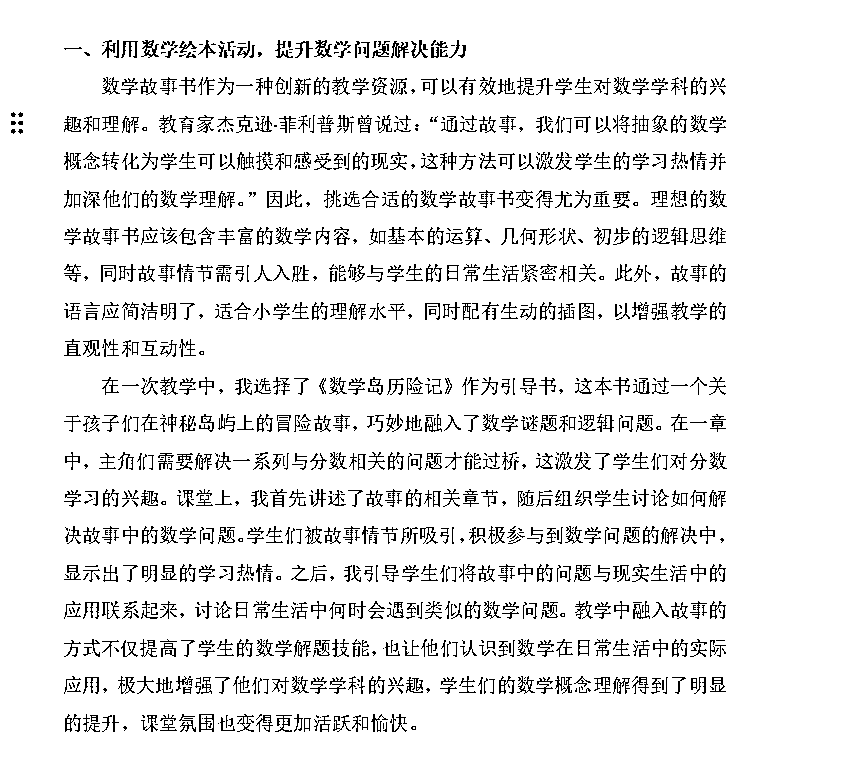 一、利用数学绘本活动，提升数学问题解决能力
数学故事书作为一种创新的教学资源，可以有效地提升学生对数学学科的兴
趣和理解。教育家杰克逊·菲利普斯曾说过：“通过故事，我们可以将抽象的数学
概念转化为学生可以触摸和感受到的现实，这种方法可以激发学生的学习热情并
加深他们的数学理解。”因此，挑选合适的数学故事书变得尤为重要。理想的数
学故事书应该包含丰富的数学内容，如基本的运算、几何形状、初步的逻辑思维
等，同时故事情节需引人入胜，能够与学生的日常生活紧密相关。此外，故事的
语言应简洁明了，适合小学生的理解水平，同时配有生动的插图，以增强教学的
直观性和互动性。
在一次教学中，我选择了《数学岛历险记》作为引导书，这本书通过一个关
于孩子们在神秘岛屿上的冒险故事，巧妙地融入了数学谜题和逻辑问题。在一章
中，主角们需要解决一系列与分数相关的问题才能过桥，这激发了学生们对分数
学习的兴趣。课堂上，我首先讲述了故事的相关章节，随后组织学生讨论如何解
决故事中的数学问题。学生们被故事情节所吸引，积极参与到数学问题的解决中，
显示出了明显的学习热情。之后，我引导学生们将故事中的问题与现实生活中的
应用联系起来，讨论日常生活中何时会遇到类似的数学问题。教学中融入故事的
方式不仅提高了学生的数学解题技能，也让他们认识到数学在日常生活中的实际
应用，极大地增强了他们对数学学科的兴趣，学生们的数学概念理解得到了明显
的提升，课堂氛围也变得更加活跃和愉快。